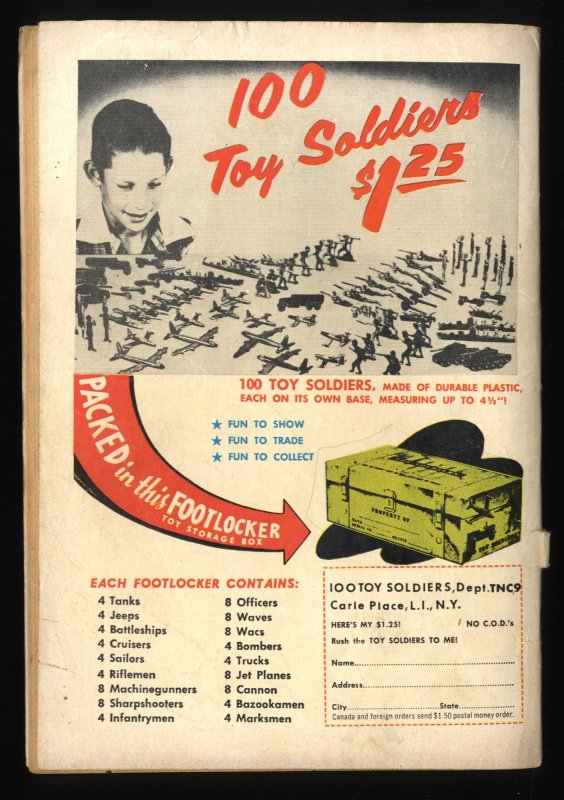 100
Toy Soldiers
$1.25
100 TOY SOLDIERS, MADE OF DURABLE PLASTIC,
EACH ON ITS OWN BASE, MEASURING UP TO 4½"!
★ FUN TO SHOW
★ FUN TO TRADE
★ FUN TO COLLECT
PACKED in this FOOTLOCKER
TOY STORAGE BOX
PROPERTY OF
EACH FOOTLOCKER CONTAINS:
4 Tanks
4 Jeeps
4 Battleships
4 Cruisers
4 Sailors
4 Riflemen
8 Machinegunners
8 Sharpshooters
4 Infantrymen
8 Officers
8 Waves
8 Wacs
4 Bombers
4 Trucks
8 Jet Planes
8 Cannon
4 Bazookamen
4 Marksmen
100 TOY SOLDIERS, Dept. TNC9
Carle Place, L.I., N.Y.
HERE'S MY $1.25! NO C.O.D.'s
Rush the TOY SOLDIERS TO ME!
Name
Address
City State
Canada and foreign orders send $1.50 postal money order.